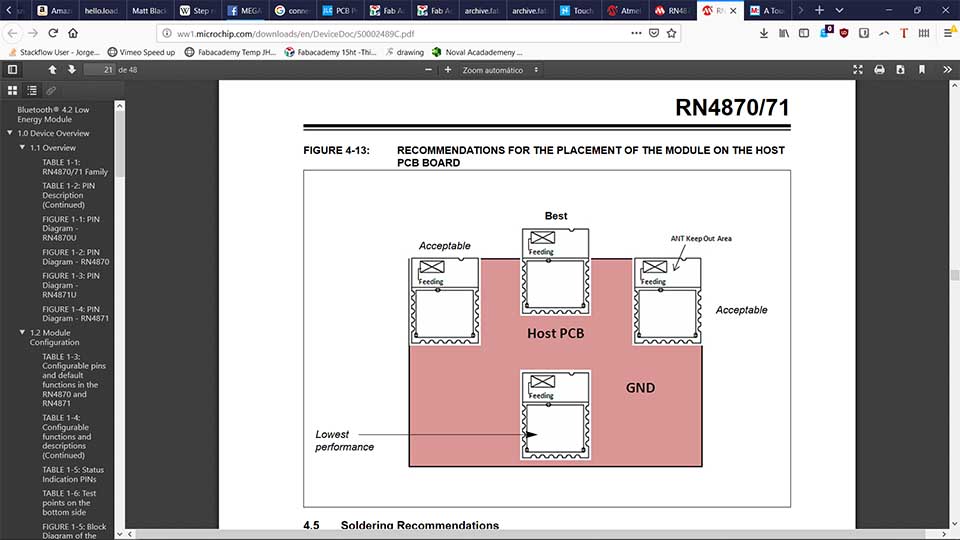 Amazo
hello.load.
Matt Black
Step re
MEGA
conne
PCB P
Fab Ac
Fab Ac
archive.fab
archive.fab
Touch
Atmel
RN487
RN
A Touc
ww1.microchip.com/downloads/en/DeviceDoc/50002489C.pdf
Stackflow User - Jorge...
Vimeo Speed up
Fabacademy Temp JH...
Fabacademy 15ht -Thi...
drawing
Noval Acadademy ...
21 de 48
Zoom automático
Bluetooth® 4.2 Low
Energy Module
1.0 Device Overview
1.1 Overview
TABLE 1-1:
RN4870/71 Family
TABLE 1-2: PIN
Description
(Continued)
FIGURE 1-1: PIN
Diagram -
RN4870U
FIGURE 1-2: PIN
Diagram - RN4870
FIGURE 1-3: PIN
Diagram -
RN4871U
FIGURE 1-4: PIN
Diagram - RN4871
1.2 Module
Configuration
TABLE 1-3:
Configurable pins
and default
functions in the
RN4870 and
RN4871
TABLE 1-4:
Configurable
functions and
descriptions
(Continued)
TABLE 1-5: Status
Indication PINs
TABLE 1-6: Test
points on the
bottom side
FIGURE 1-5: Block
Diagram of the
RN4870/71
FIGURE 4-13: RECOMMENDATIONS FOR THE PLACEMENT OF THE MODULE ON THE HOST
PCB BOARD
Best
Acceptable
ANT Keep Out Area
Feeding
Feeding
Feeding
Acceptable
Host PCB
GND
Feeding
Lowest
performance
4.5 Soldering Recommendations